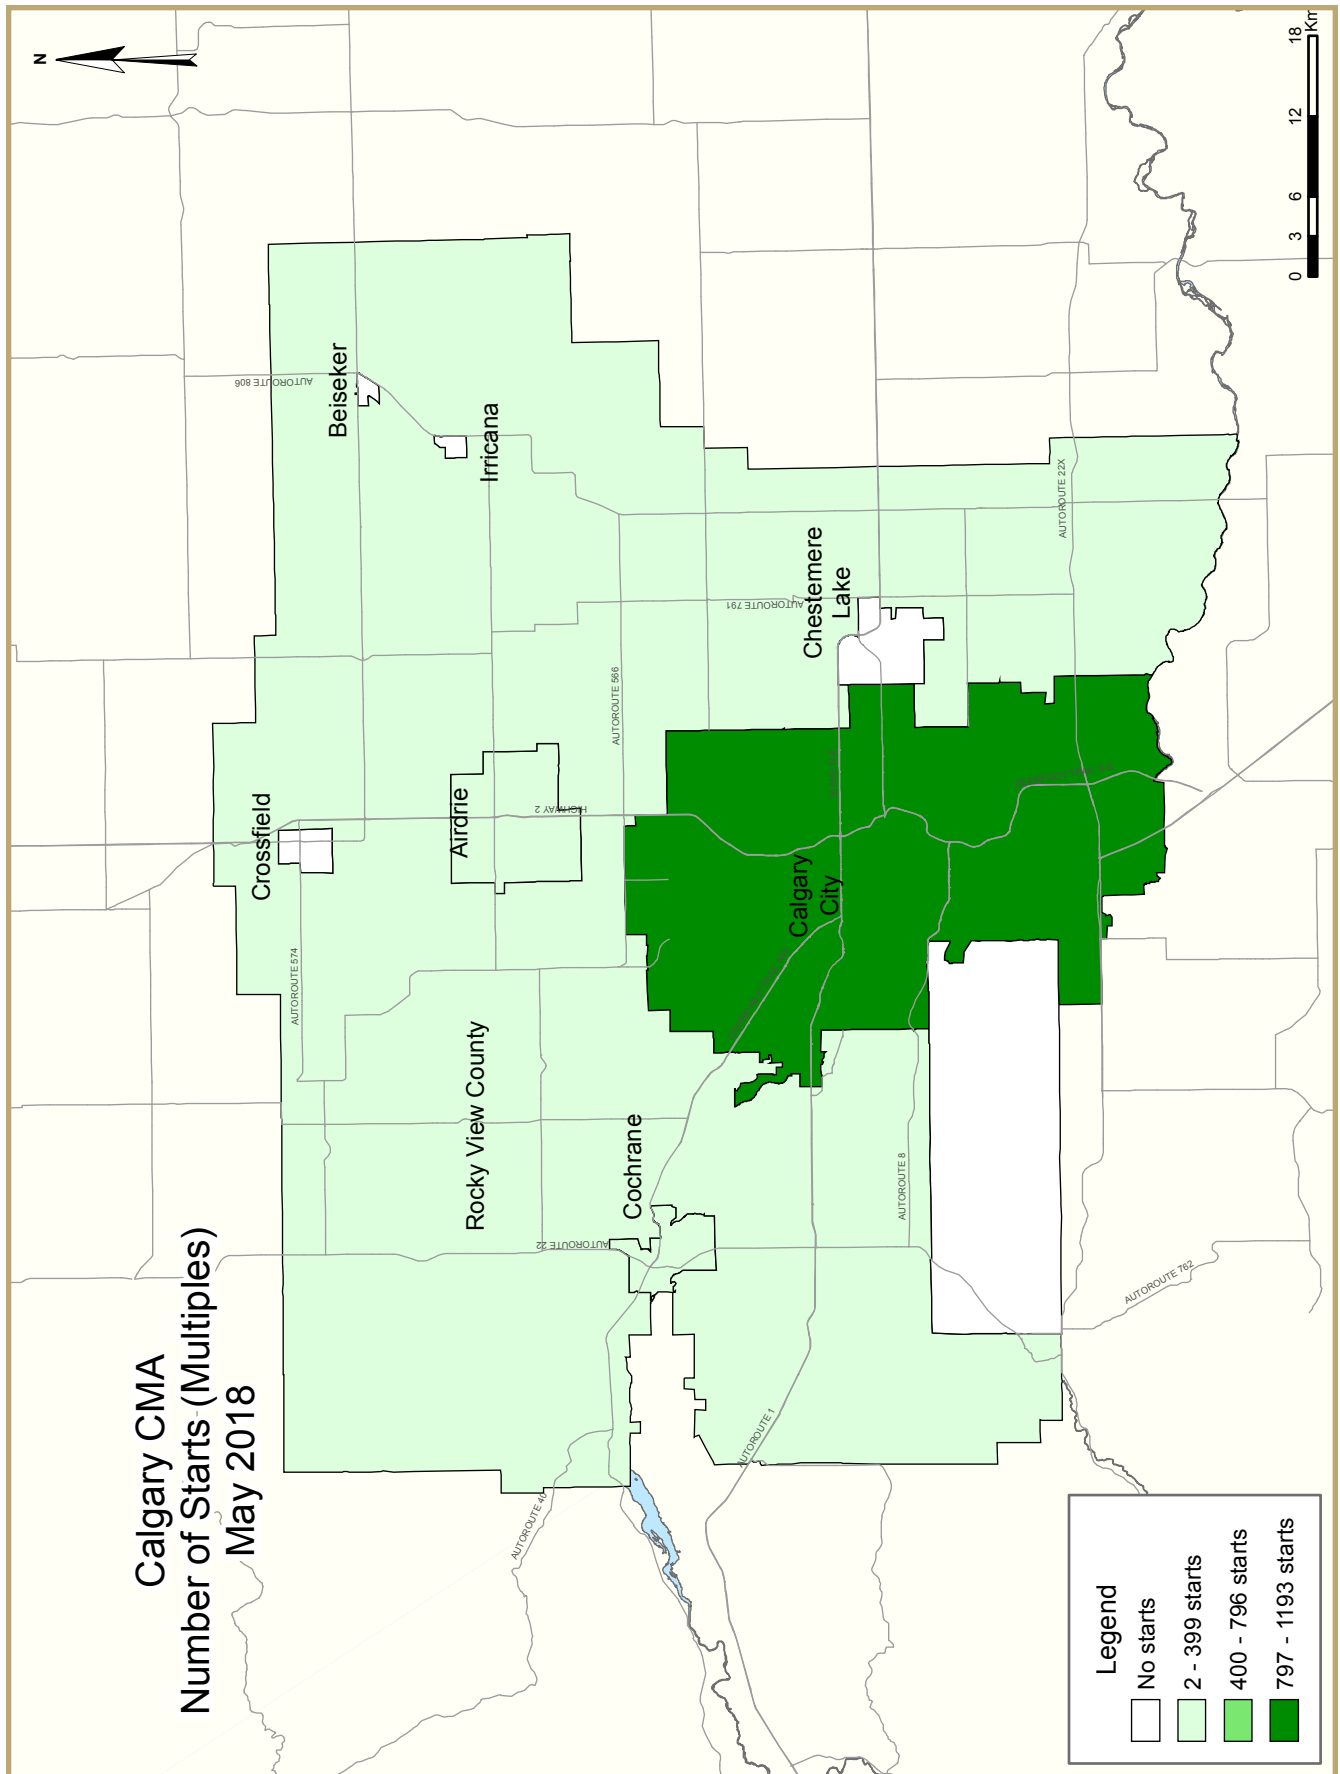 Calgary CMA
Number of Starts (Multiples)
May 2018
N
Crossfield
Beiseker
Irricana
Airdrie
Rocky View County
Cochrane
Calgary
City
Chestemere
Lake
AUTOROUTE 806
AUTOROUTE 574
AUTOROUTE 566
HIGHWAY 2
AUTOROUTE 791
AUTOROUTE 22X
AUTOROUTE 22
AUTOROUTE 8
AUTOROUTE 1
AUTOROUTE 40
AUTOROUTE 762
Legend
No starts
2 - 399 starts
400 - 796 starts
797 - 1193 starts
0 3 6 12 18
Km